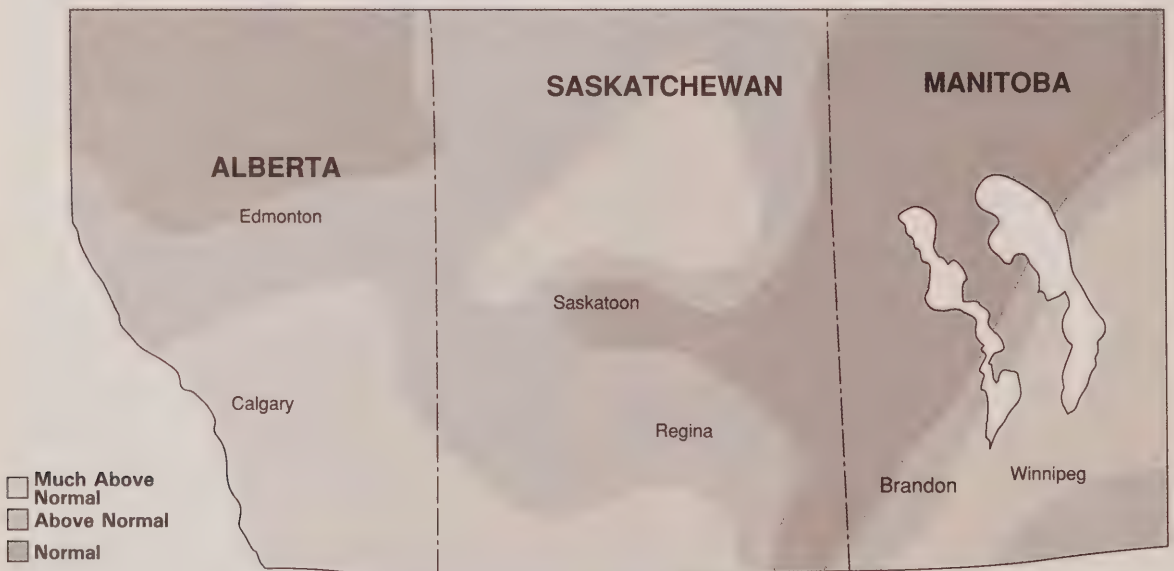 SASKATCHEWAN
MANITOBA
ALBERTA
Edmonton
Saskatoon
Calgary
Regina
Brandon
Winnipeg
Much Above
Normal
Above Normal
Normal